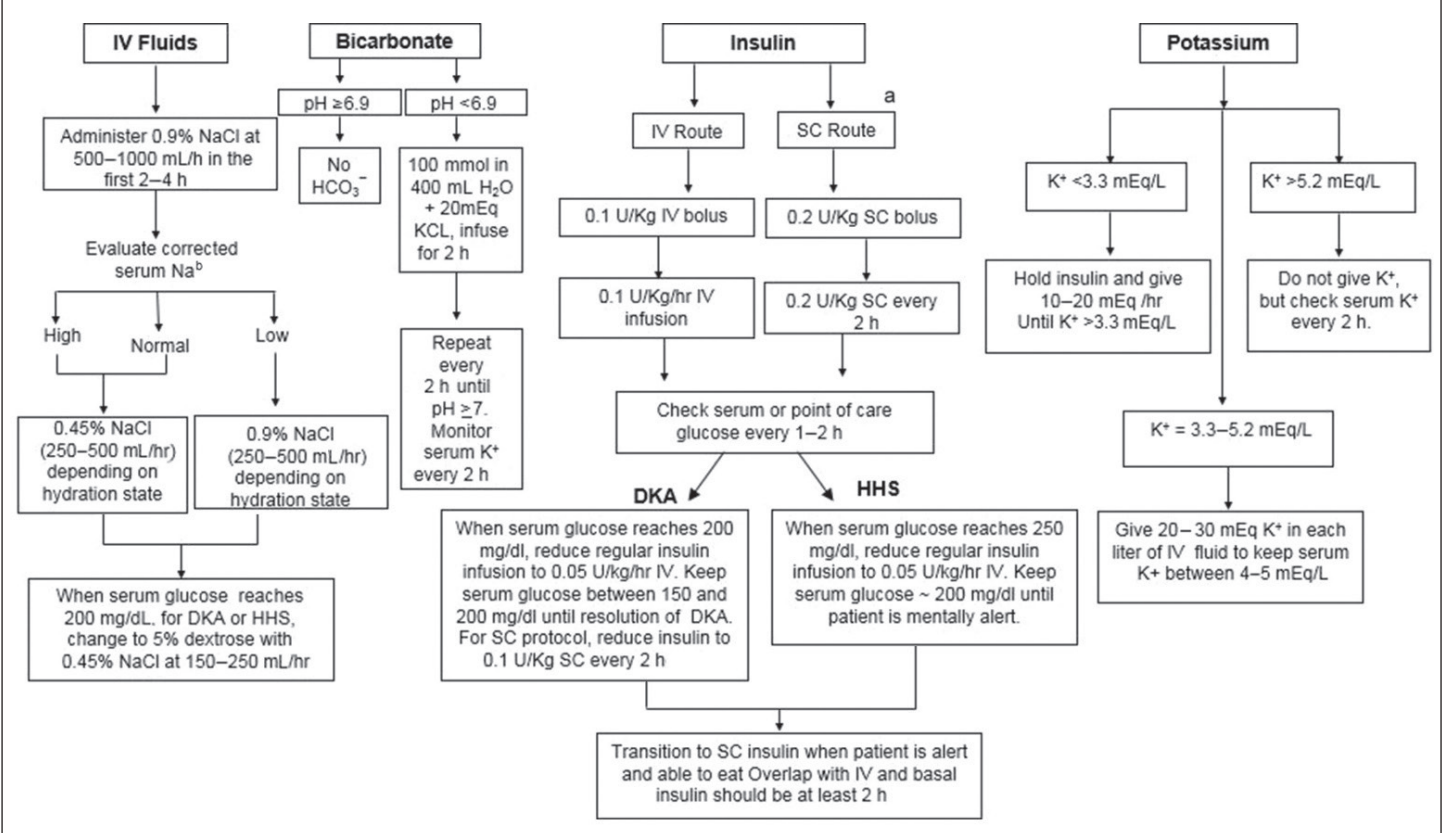 IV Fluids
Administer 0.9% NaCl at
500–1000 mL/h in the
first 2–4 h
Evaluate corrected
serum Naᵇ
High
Normal
Low
0.45% NaCl
(250–500 mL/hr)
depending on
hydration state
0.9% NaCl
(250–500 mL/hr)
depending on
hydration state
When serum glucose reaches
200 mg/dL, for DKA or HHS,
change to 5% dextrose with
0.45% NaCl at 150–250 mL/hr
Bicarbonate
pH ≥6.9
No
HCO₃⁻
pH <6.9
100 mmol in
400 mL H₂O
+ 20mEq
KCL, infuse
for 2 h
Repeat
every
2 h until
pH ≥7.
Monitor
serum K⁺
every 2 h
Insulin
IV Route
0.1 U/Kg IV bolus
0.1 U/Kg/hr IV
infusion
a
SC Route
0.2 U/Kg SC bolus
0.2 U/Kg SC every
2 h
Check serum or point of care
glucose every 1–2 h
DKA
When serum glucose reaches 200
mg/dl, reduce regular insulin
infusion to 0.05 U/kg/hr IV. Keep
serum glucose between 150 and
200 mg/dl until resolution of DKA.
For SC protocol, reduce insulin to
0.1 U/Kg SC every 2 h
HHS
When serum glucose reaches 250
mg/dl, reduce regular insulin
infusion to 0.05 U/kg/hr IV. Keep
serum glucose ~ 200 mg/dl until
patient is mentally alert.
Transition to SC insulin when patient is alert
and able to eat Overlap with IV and basal
insulin should be at least 2 h
Potassium
K⁺ <3.3 mEq/L
Hold insulin and give
10–20 mEq /hr
Until K⁺ >3.3 mEq/L
K⁺ >5.2 mEq/L
Do not give K⁺,
but check serum K⁺
every 2 h.
K⁺ = 3.3–5.2 mEq/L
Give 20–30 mEq K⁺ in each
liter of IV fluid to keep serum
K+ between 4–5 mEq/L